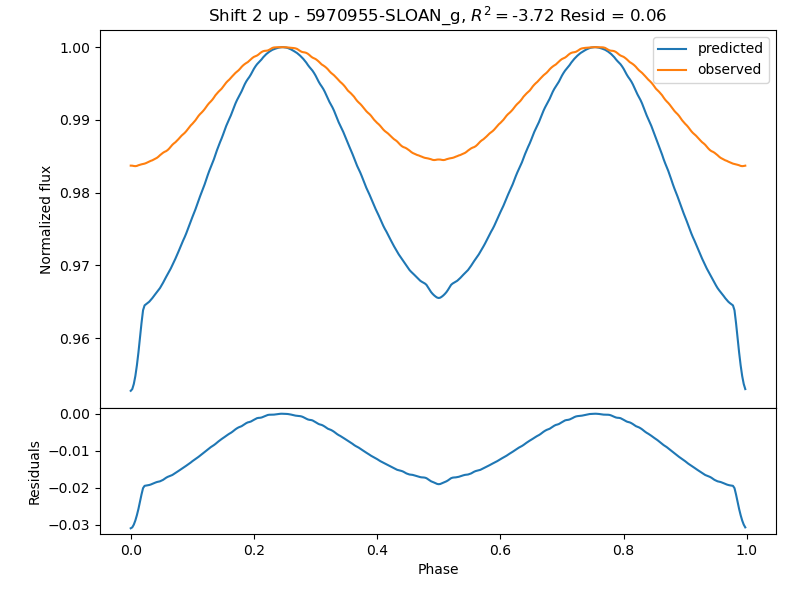 Shift 2 up - 5970955-SLOAN_g, R² = -3.72 Resid = 0.06
predicted
observed
1.00
0.99
0.98
0.97
0.96
Normalized flux
0.00
−0.01
−0.02
−0.03
Residuals
0.0 0.2 0.4 0.6 0.8 1.0
Phase